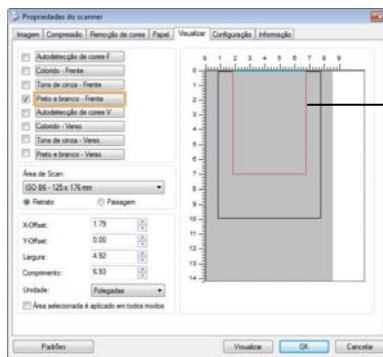 Propriedades do scanner
Imagem Compressão Remoção de cores Papel Visualizar Configuração Informação
Autodetecção de cores F
Colorido - Frente
Tons de cinza - Frente
Preto e branco - Frente
Autodetecção de cores V
Colorido - Verso
Tons de cinza - Verso
Preto e branco - Verso
Área de Scan:
ISO B6 - 125 x 176 mm
Retrato Paisagem
X-Offset: 1.79
Y-Offset: 0.00
Largura: 4.92
Comprimento: 6.93
Unidade: Polegadas
Área selecionada é aplicado em todos modos
0 1 2 3 4 5 6 7 8 9
0
1
2
3
4
5
6
7
8
9
10
11
12
13
14
Padrões Visualizar OK Cancelar